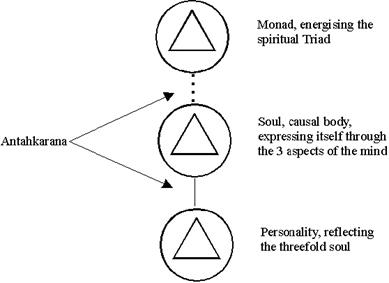 Monad, energising the
spiritual Triad
Antahkarana
Soul, causal body,
expressing itself through
the 3 aspects of the mind
Personality, reflecting
the threefold soul